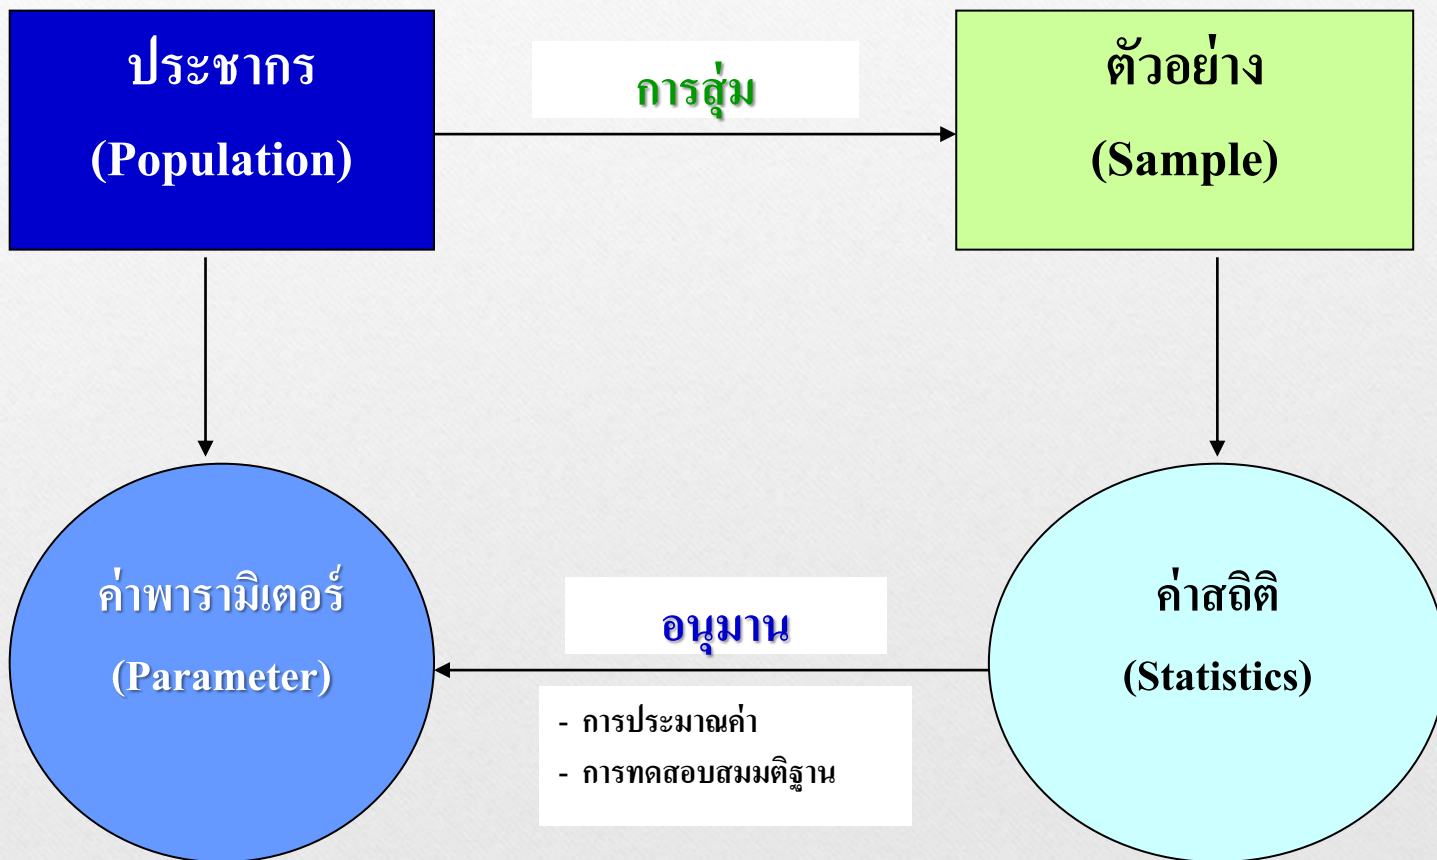 ประชากร
(Population)
การสุ่ม
ตัวอย่าง
(Sample)
ค่าพารามิเตอร์
(Parameter)
อนุมาน
- การประมาณค่า
- การทดสอบสมมติฐาน
ค่าสถิติ
(Statistics)